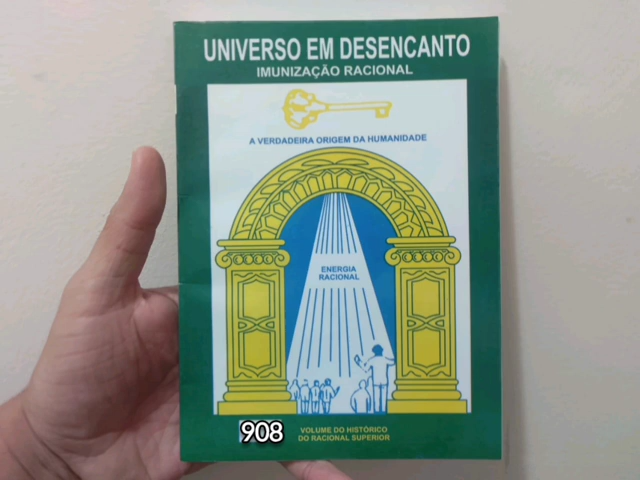 UNIVERSO EM DESENCANTO
IMUNIZAÇÃO RACIONAL
A VERDADEIRA ORIGEM DA HUMANIDADE
ENERGIA
RACIONAL
908
VOLUME DO HISTÓRICO
DO RACIONAL SUPERIOR